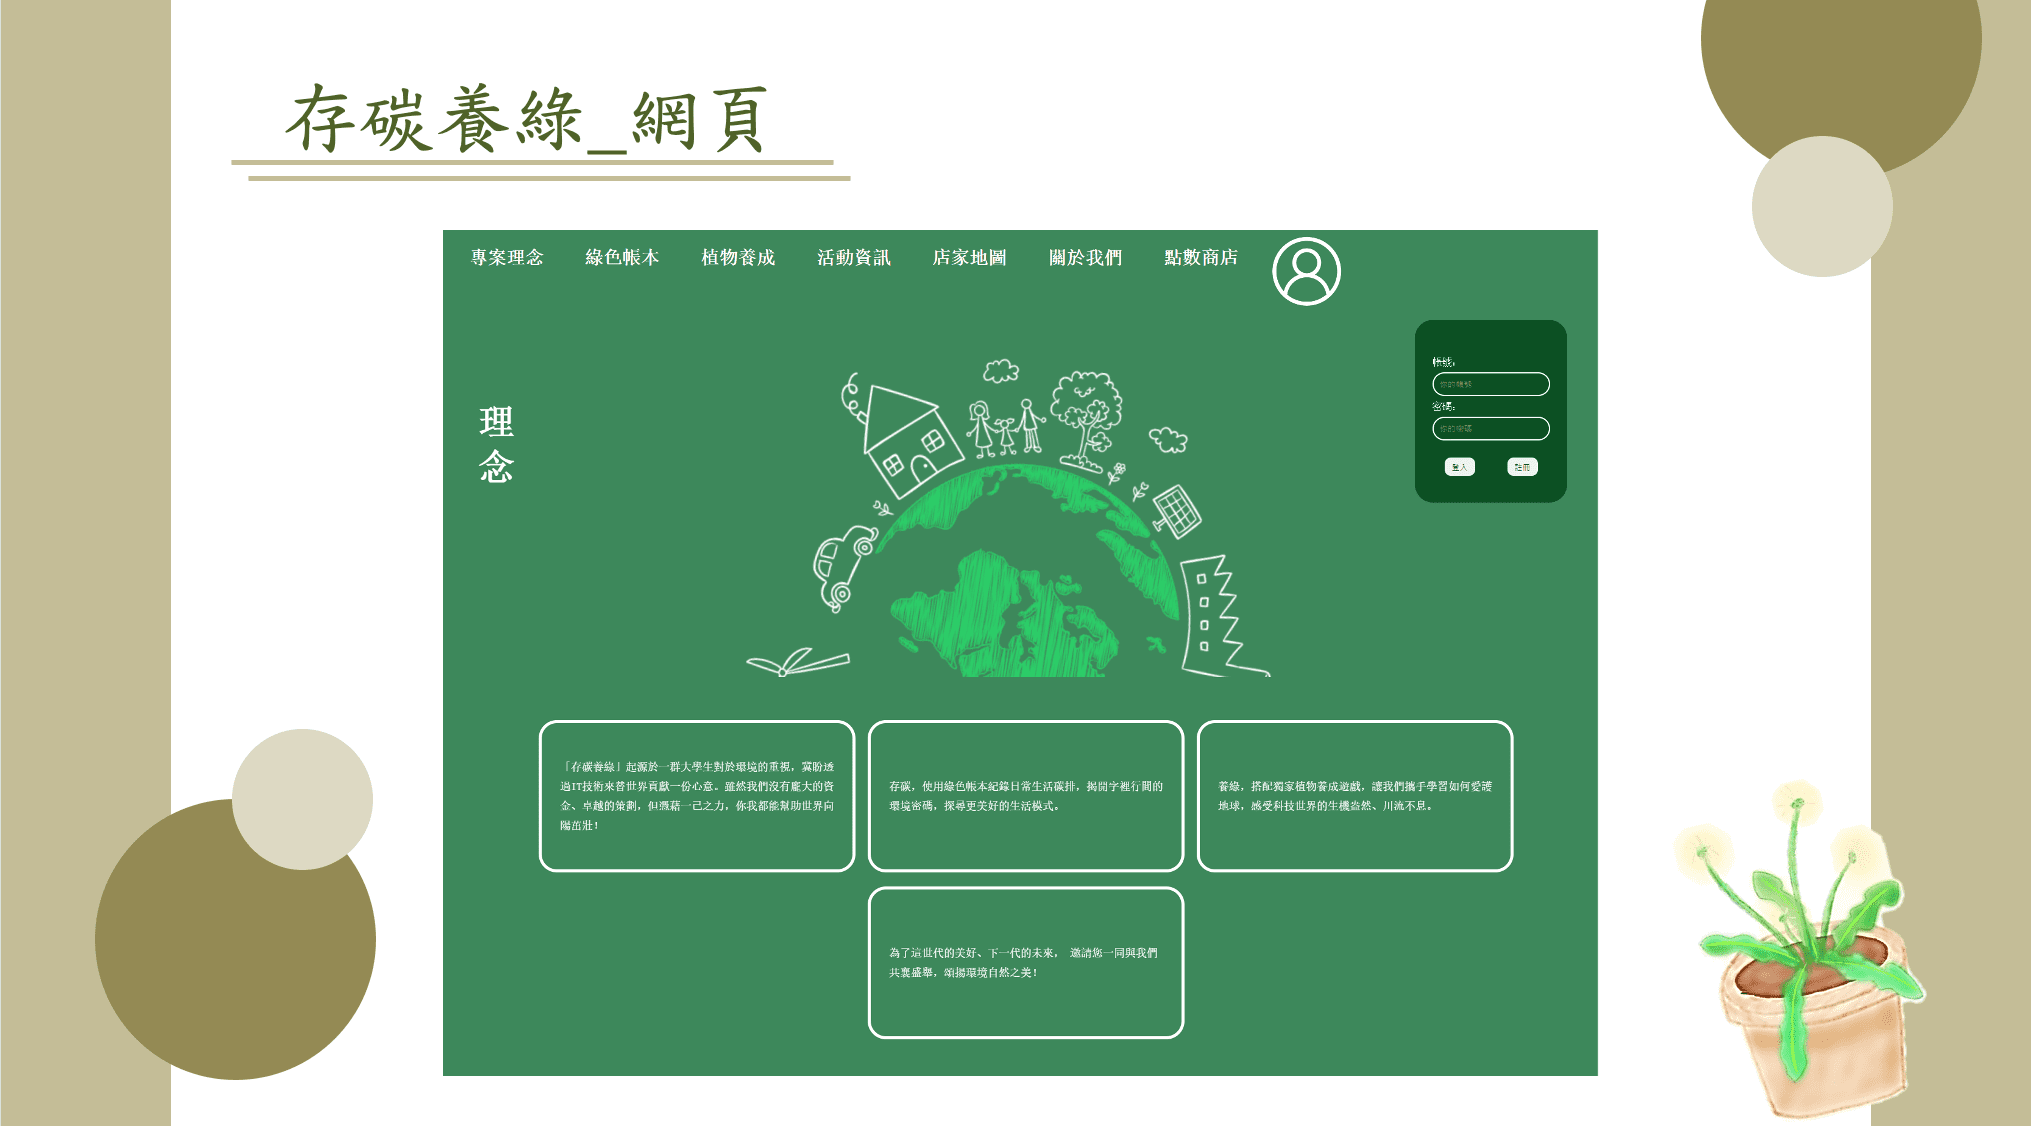 存碳養綠_網頁
專案理念 綠色帳本 植物養成 活動資訊 店家地圖 關於我們 點數商店
理
念
帳號:
你的帳號
密碼:
你的密碼
登入 註冊
「存碳養綠」起源於一群大學生對於環境的重視，冀盼透
過IT技術來替世界貢獻一份心意。雖然我們沒有龐大的資
金、卓越的策劃，但憑藉一己之力，你我都能幫助世界向
陽茁壯！
存碳，使用綠色帳本紀錄日常生活碳排，揭開字裡行間的
環境密碼，探尋更美好的生活模式。
養綠，搭配獨家植物養成遊戲，讓我們攜手學習如何愛護
地球，感受科技世界的生機盎然、川流不息。
為了這世代的美好、下一代的未來， 邀請您一同與我們
共襄盛舉，頌揚環境自然之美！